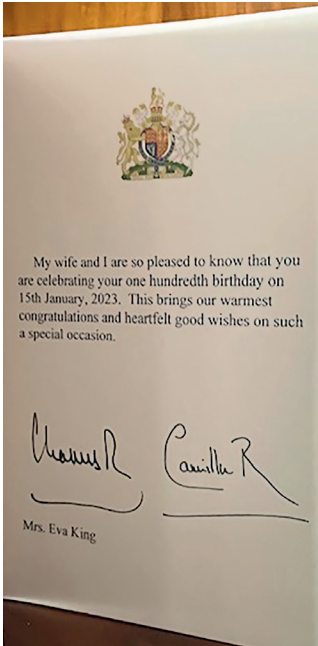 My wife and I are so pleased to know that you
are celebrating your one hundredth birthday on
15th January, 2023. This brings our warmest
congratulations and heartfelt good wishes on such
a special occasion.
Charles R
Camilla R
Mrs. Eva King